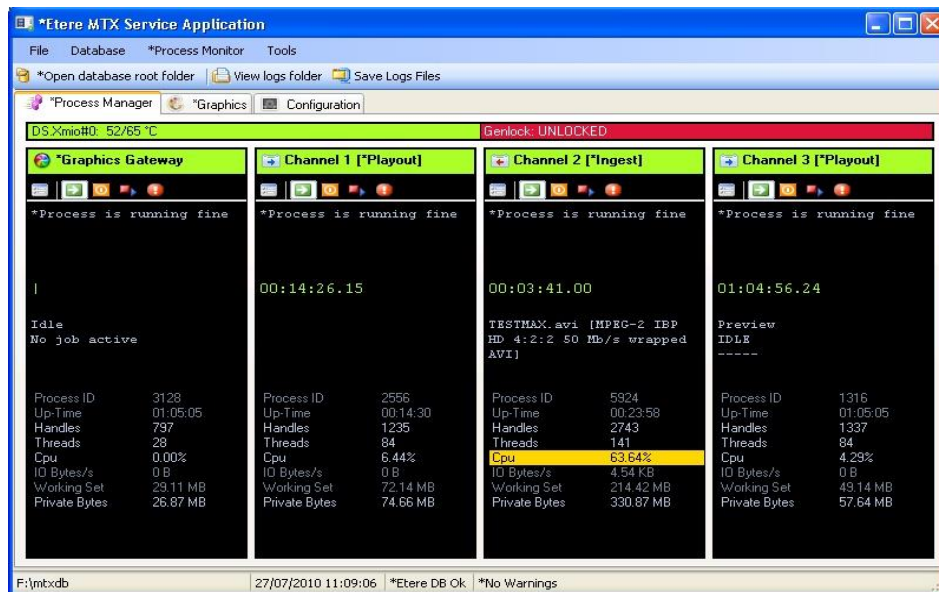 *Etere MTX Service Application
File Database *Process Monitor Tools
*Open database root folder View logs folder Save Logs Files
*Process Manager *Graphics Configuration
DS.Xmio#0: 52/65 °C Genlock: UNLOCKED
*Graphics Gateway
*Process is running fine
|
Idle
No job active
Process ID 3128
Up-Time 01:05:05
Handles 797
Threads 28
Cpu 0.00%
IO Bytes/s 0 B
Working Set 29.11 MB
Private Bytes 26.87 MB
Channel 1 [*Playout]
*Process is running fine
00:14:26.15
Process ID 2556
Up-Time 00:14:30
Handles 1235
Threads 84
Cpu 6.44%
IO Bytes/s 0 B
Working Set 72.14 MB
Private Bytes 74.66 MB
Channel 2 [*Ingest]
*Process is running fine
00:03:41.00
TESTMAX.avi [MPEG-2 IBP
HD 4:2:2 50 Mb/s wrapped
AVI]
Process ID 5924
Up-Time 00:23:58
Handles 2743
Threads 141
Cpu 63.64%
IO Bytes/s 4.54 KB
Working Set 214.42 MB
Private Bytes 330.87 MB
Channel 3 [*Playout]
*Process is running fine
01:04:56.24
Preview
IDLE
-----
Process ID 1316
Up-Time 01:05:05
Handles 1337
Threads 84
Cpu 4.29%
IO Bytes/s 0 B
Working Set 49.14 MB
Private Bytes 57.64 MB
F:\mtxdb 27/07/2010 11:09:06 *Etere DB Ok *No Warnings